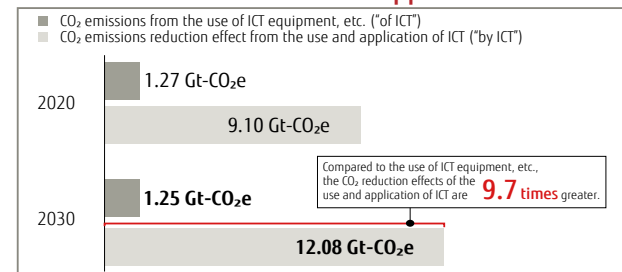 CO₂ emissions from the use of ICT equipment, etc. ("of ICT")
CO₂ emissions reduction effect from the use and application of ICT ("by ICT")
2020
1.27 Gt-CO₂e
9.10 Gt-CO₂e
Compared to the use of ICT equipment, etc.,
the CO₂ reduction effects of the
use and application of ICT are 9.7 times greater.
2030
1.25 Gt-CO₂e
12.08 Gt-CO₂e